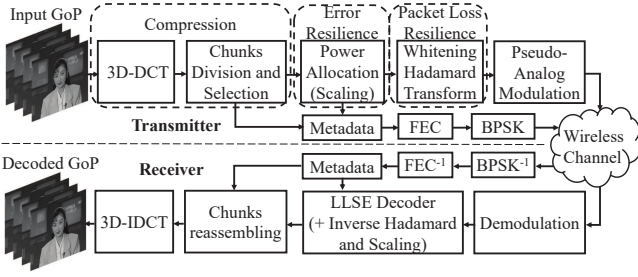 Input GoP
Compression
Error
Resilience
Packet Loss
Resilience
3D-DCT
Chunks
Division and
Selection
Power
Allocation
(Scaling)
Whitening
Hadamard
Transform
Pseudo-
Analog
Modulation
Transmitter
Metadata
FEC
BPSK
Wireless
Channel
Decoded GoP
Receiver
Metadata
FEC-1
BPSK-1
3D-IDCT
Chunks
reassembling
LLSE Decoder
(+ Inverse Hadamard
and Scaling)
Demodulation